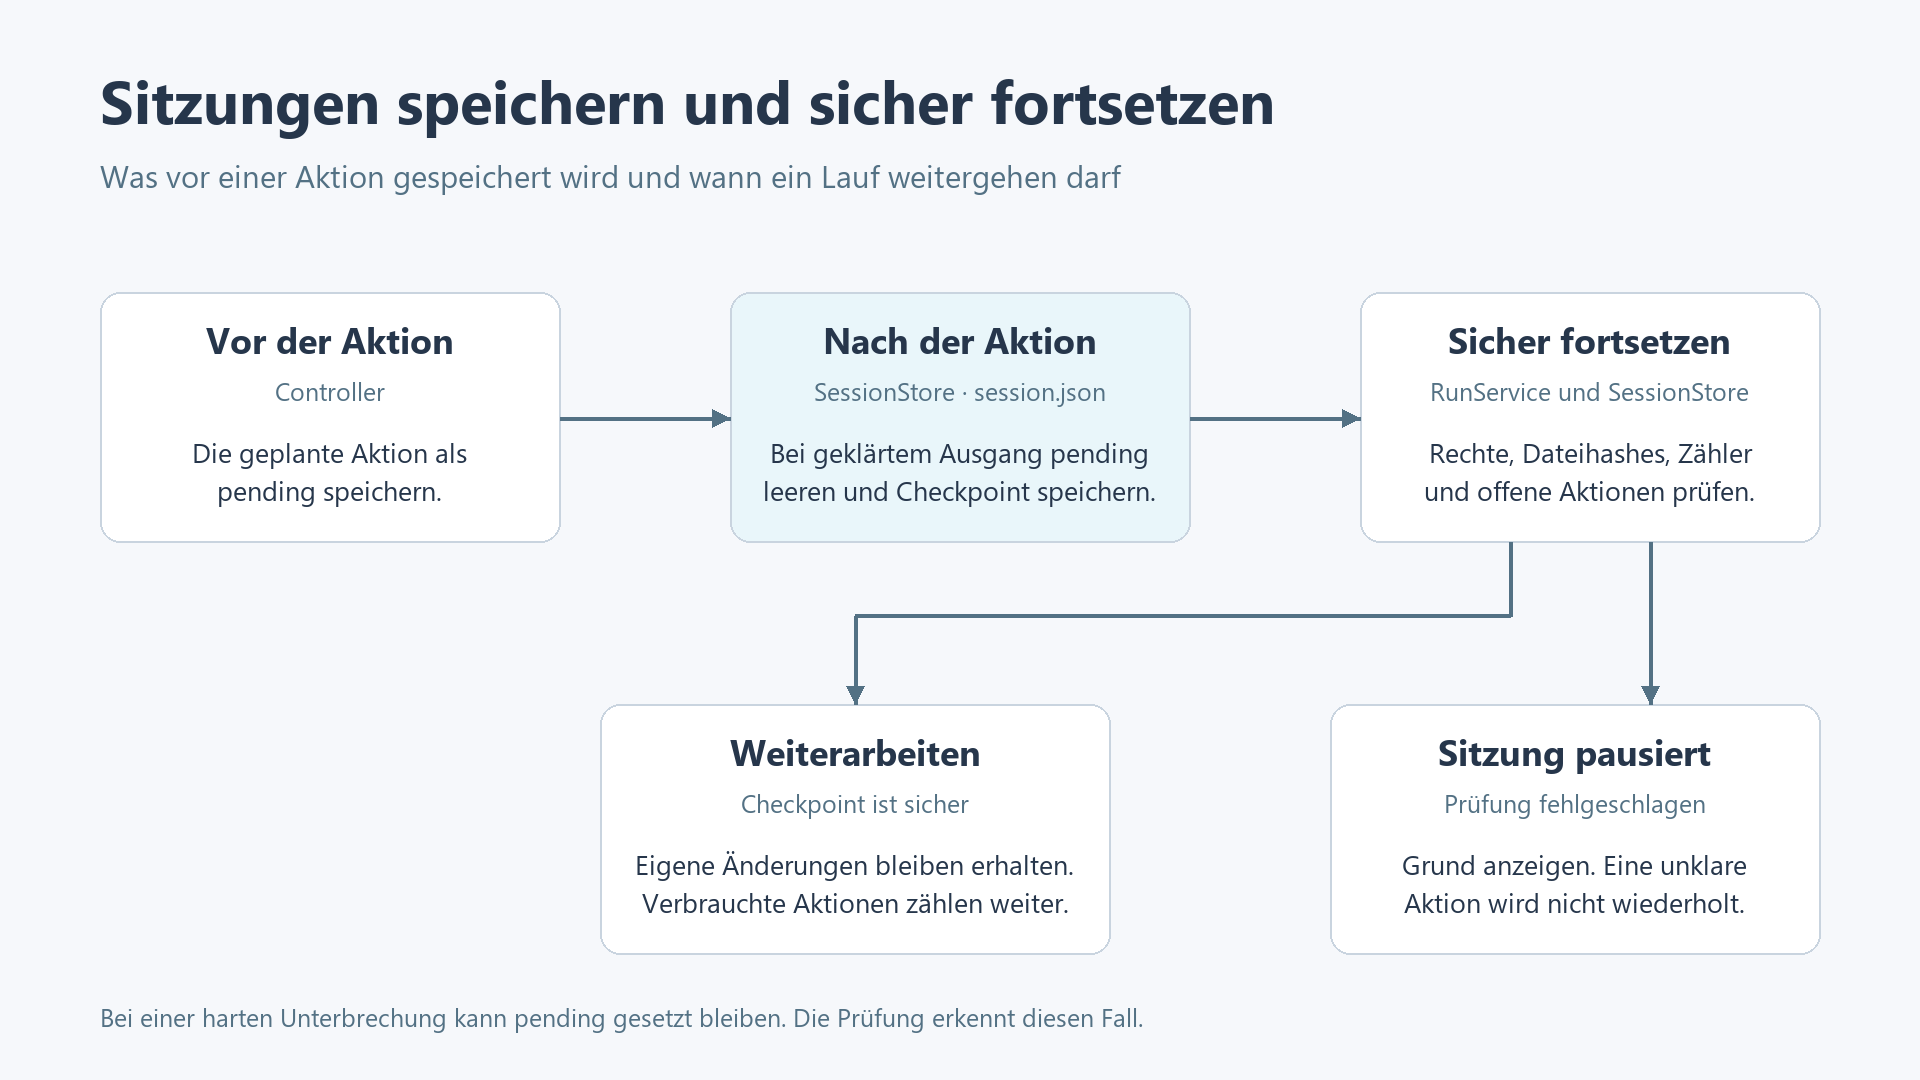 Sitzungen speichern und sicher fortsetzen
Was vor einer Aktion gespeichert wird und wann ein Lauf weitergehen darf
Vor der Aktion
Controller
Die geplante Aktion als
pending speichern.
Nach der Aktion
SessionStore · session.json
Bei geklärtem Ausgang pending
leeren und Checkpoint speichern.
Sicher fortsetzen
RunService und SessionStore
Rechte, Dateihashes, Zähler
und offene Aktionen prüfen.
Weiterarbeiten
Checkpoint ist sicher
Eigene Änderungen bleiben erhalten.
Verbrauchte Aktionen zählen weiter.
Sitzung pausiert
Prüfung fehlgeschlagen
Grund anzeigen. Eine unklare
Aktion wird nicht wiederholt.
Bei einer harten Unterbrechung kann pending gesetzt bleiben. Die Prüfung erkennt diesen Fall.